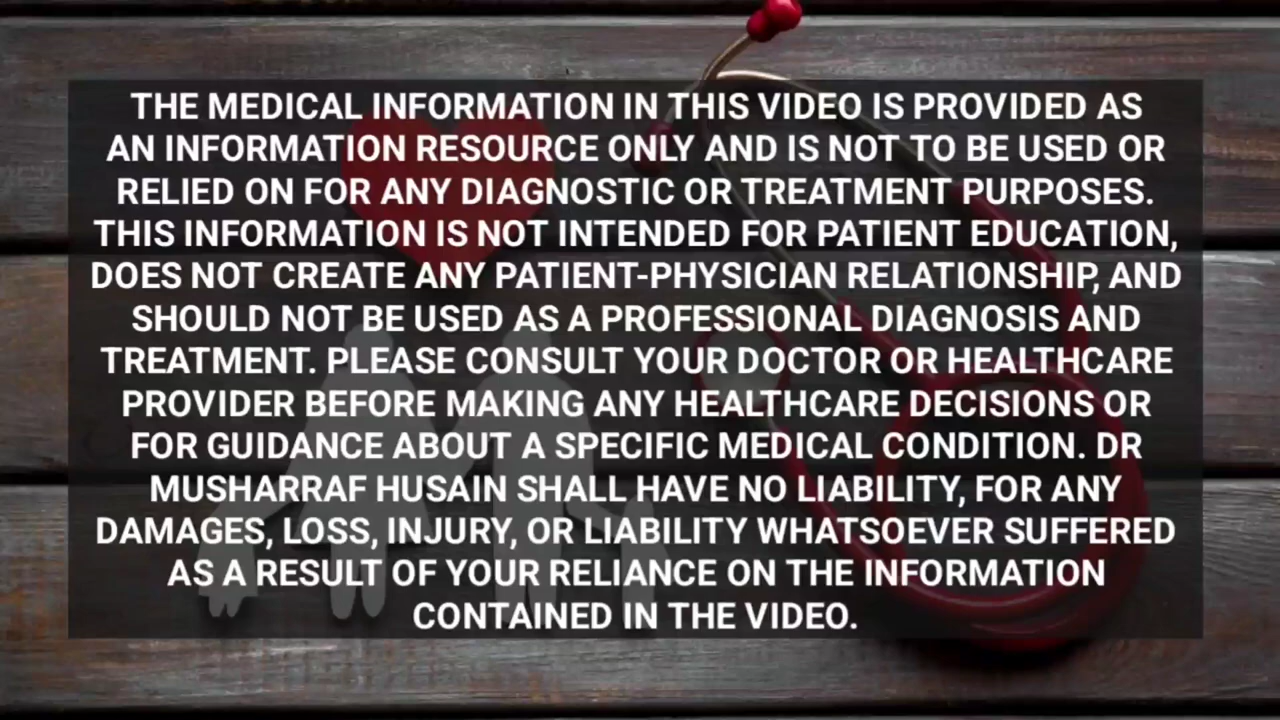 THE MEDICAL INFORMATION IN THIS VIDEO IS PROVIDED AS
AN INFORMATION RESOURCE ONLY AND IS NOT TO BE USED OR
RELIED ON FOR ANY DIAGNOSTIC OR TREATMENT PURPOSES.
THIS INFORMATION IS NOT INTENDED FOR PATIENT EDUCATION,
DOES NOT CREATE ANY PATIENT-PHYSICIAN RELATIONSHIP, AND
SHOULD NOT BE USED AS A PROFESSIONAL DIAGNOSIS AND
TREATMENT. PLEASE CONSULT YOUR DOCTOR OR HEALTHCARE
PROVIDER BEFORE MAKING ANY HEALTHCARE DECISIONS OR
FOR GUIDANCE ABOUT A SPECIFIC MEDICAL CONDITION. DR
MUSHARRAF HUSAIN SHALL HAVE NO LIABILITY, FOR ANY
DAMAGES, LOSS, INJURY, OR LIABILITY WHATSOEVER SUFFERED
AS A RESULT OF YOUR RELIANCE ON THE INFORMATION
CONTAINED IN THE VIDEO.